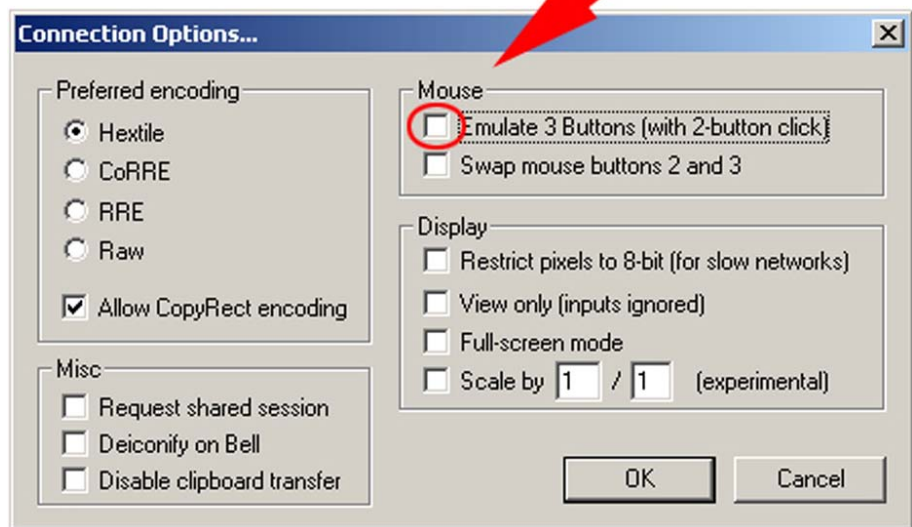 Connection Options...
Preferred encoding
Hextile
CoRRE
RRE
Raw
Allow CopyRect encoding
Misc
Request shared session
Deiconify on Bell
Disable clipboard transfer
Mouse
Emulate 3 Buttons (with 2-button click)
Swap mouse buttons 2 and 3
Display
Restrict pixels to 8-bit (for slow networks)
View only (inputs ignored)
Full-screen mode
Scale by 1 / 1 (experimental)
OK Cancel